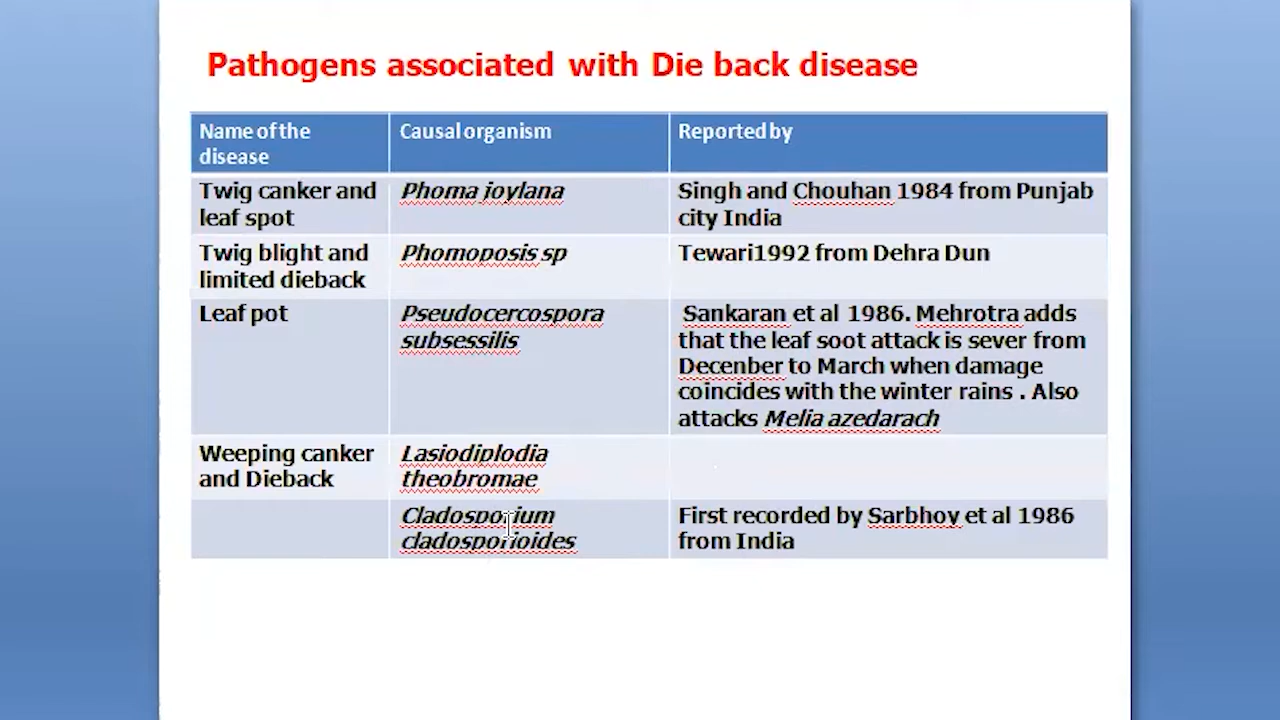 Pathogens associated with Die back disease
Name of the
disease
Causal organism
Reported by
Twig canker and
leaf spot
Phoma joylana
Singh and Chouhan 1984 from Punjab
city India
Twig blight and
limited dieback
Phomoposis sp
Tewari1992 from Dehra Dun
Leaf pot
Pseudocercospora
subsessilis
Sankaran et al 1986. Mehrotra adds
that the leaf soot attack is sever from
Decenber to March when damage
coincides with the winter rains . Also
attacks Melia azedarach
Weeping canker
and Dieback
Lasiodiplodia
theobromae
Cladosporium
cladosporioides
First recorded by Sarbhoy et al 1986
from India